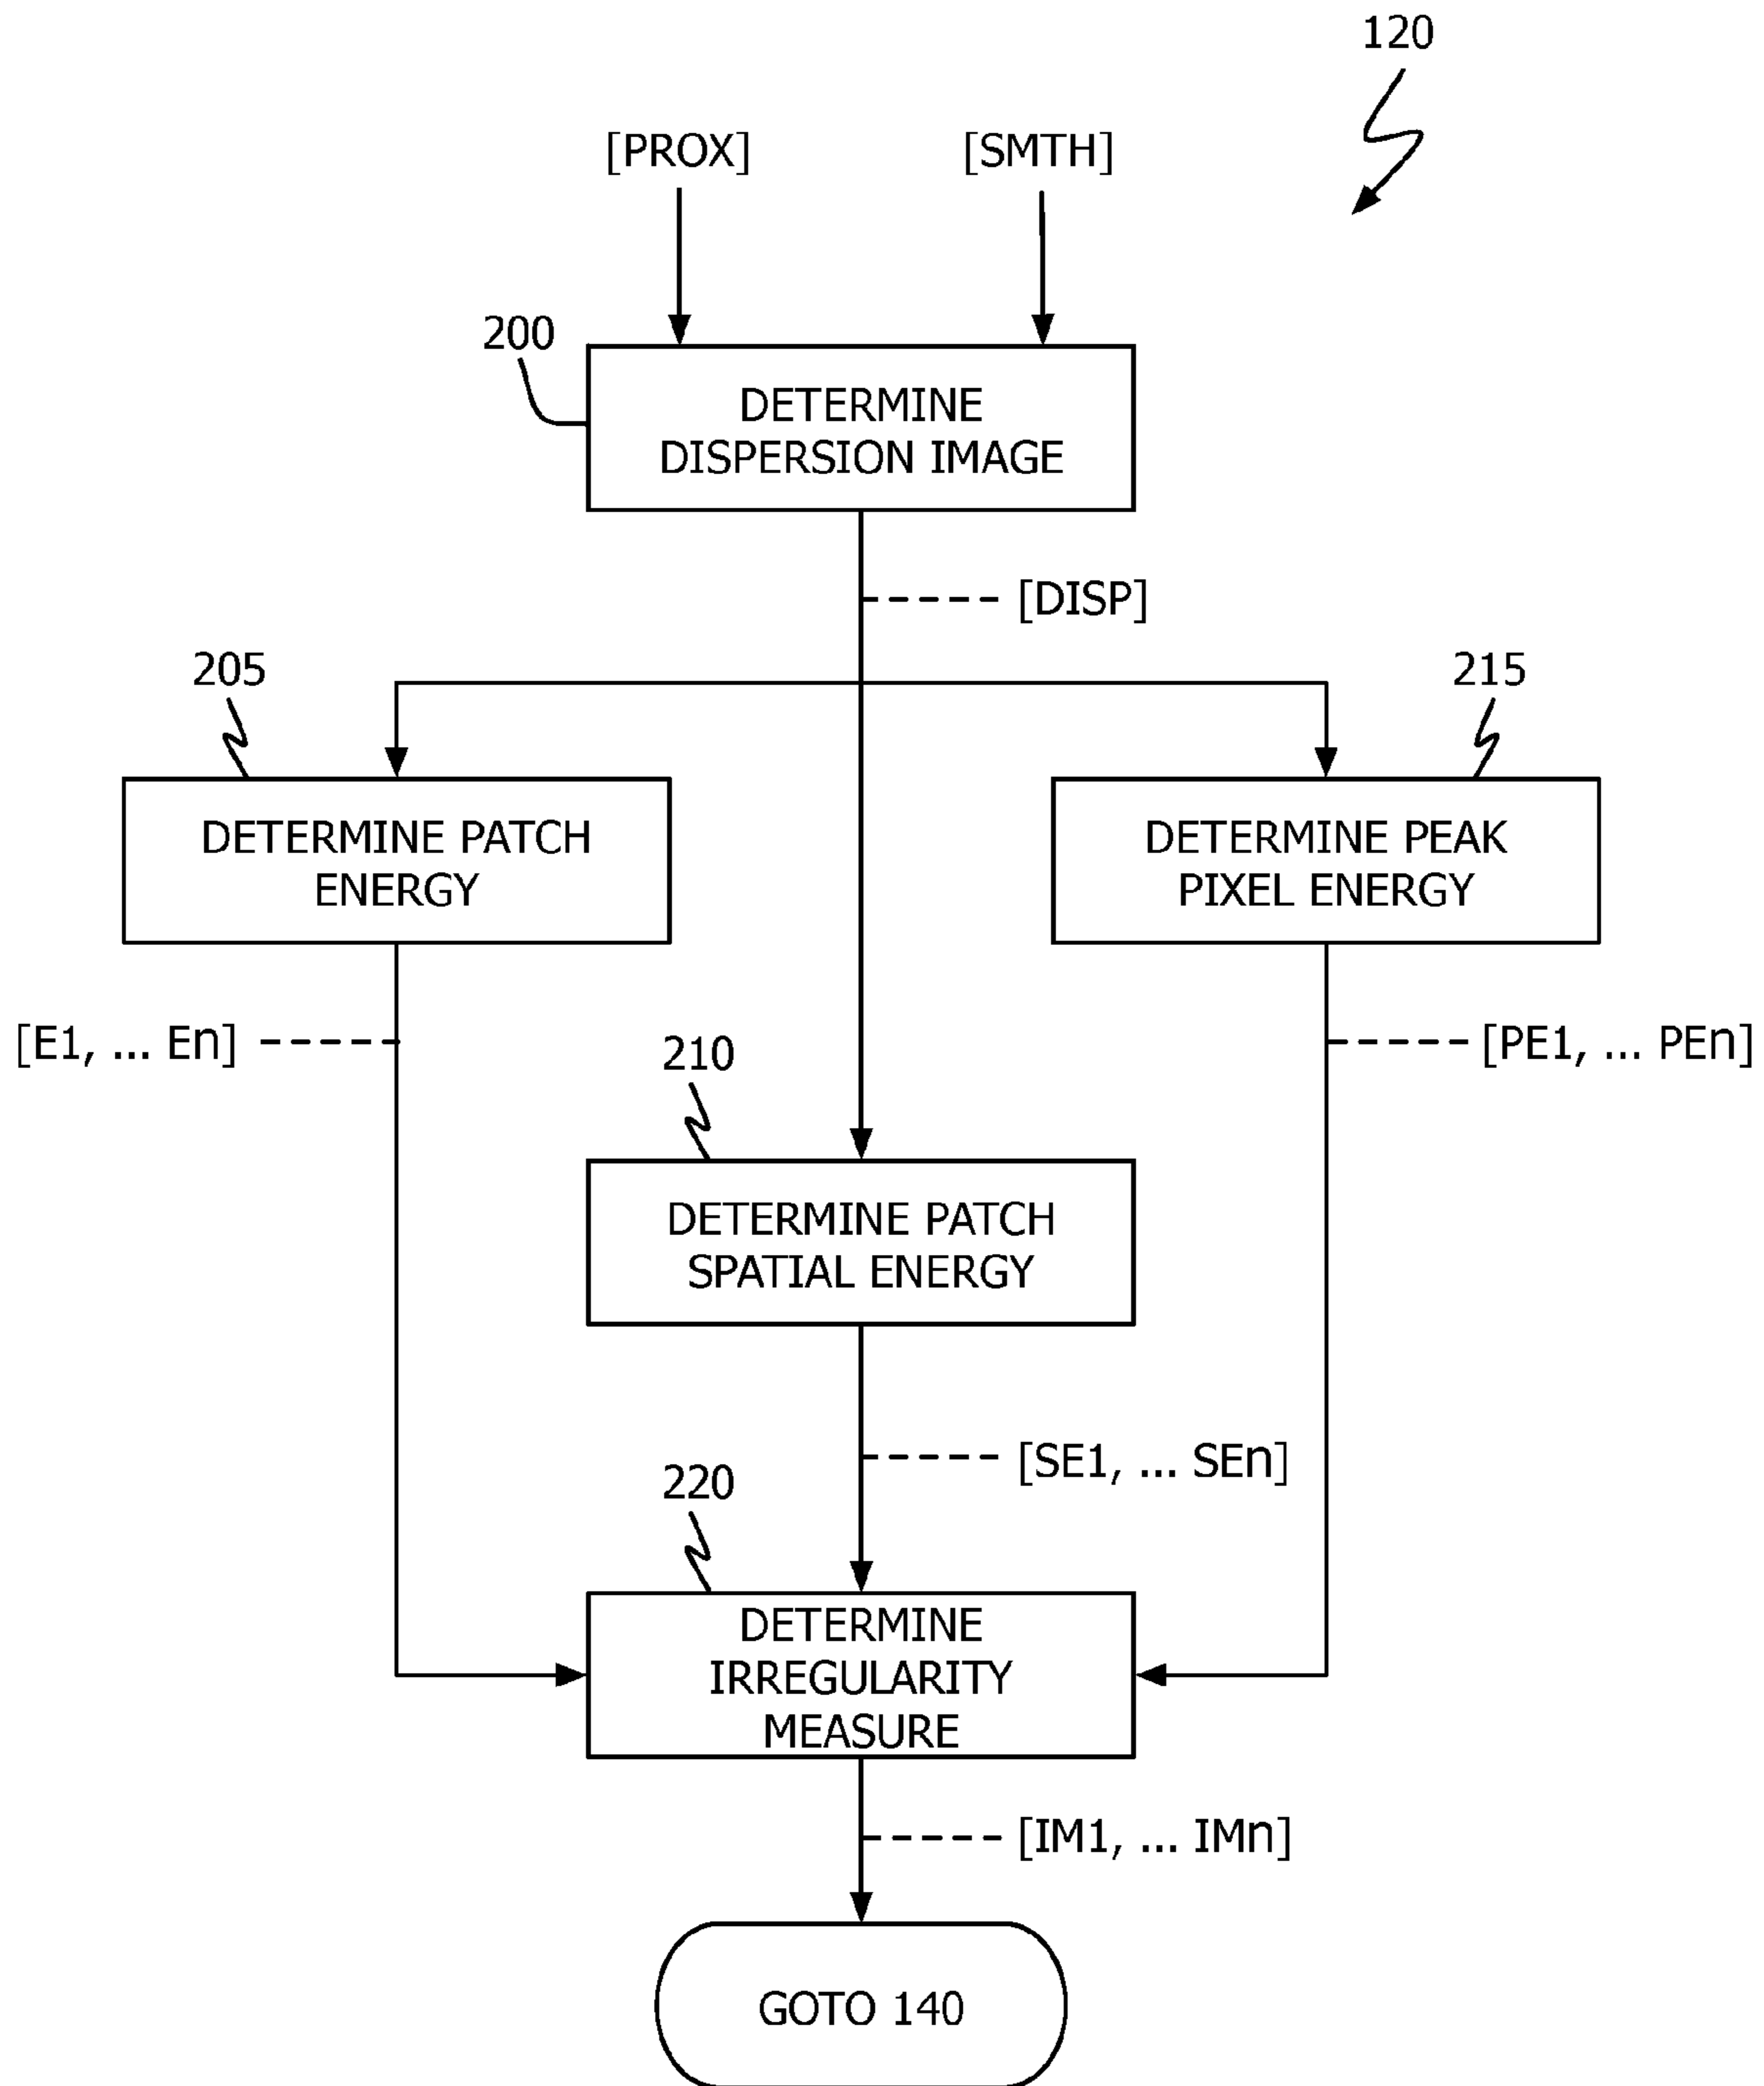 120
[PROX]
[SMTH]
200
DETERMINE
DISPERSION IMAGE
[DISP]
205
215
DETERMINE PATCH
ENERGY
DETERMINE PEAK
PIXEL ENERGY
[E1, ... En]
210
[PE1, ... PEn]
DETERMINE PATCH
SPATIAL ENERGY
[SE1, ... SEn]
220
DETERMINE
IRREGULARITY
MEASURE
[IM1, ... IMn]
GOTO 140